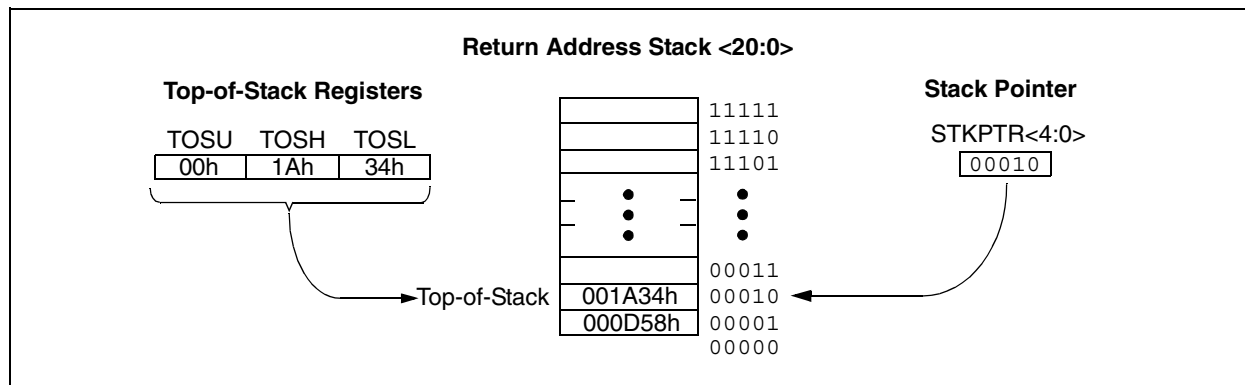 Return Address Stack <20:0>
Top-of-Stack Registers
Stack Pointer
TOSU TOSH TOSL
00h 1Ah 34h
STKPTR<4:0>
00010
11111
11110
11101
00011
Top-of-Stack 001A34h 00010
000D58h 00001
00000